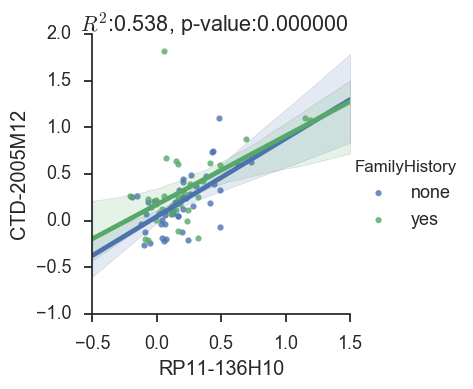 R²:0.538, p-value:0.000000
2.0
1.5
1.0
0.5
0.0
−0.5
−1.0
CTD-2005M12
−0.5 0.0 0.5 1.0 1.5
RP11-136H10
FamilyHistory
none
yes